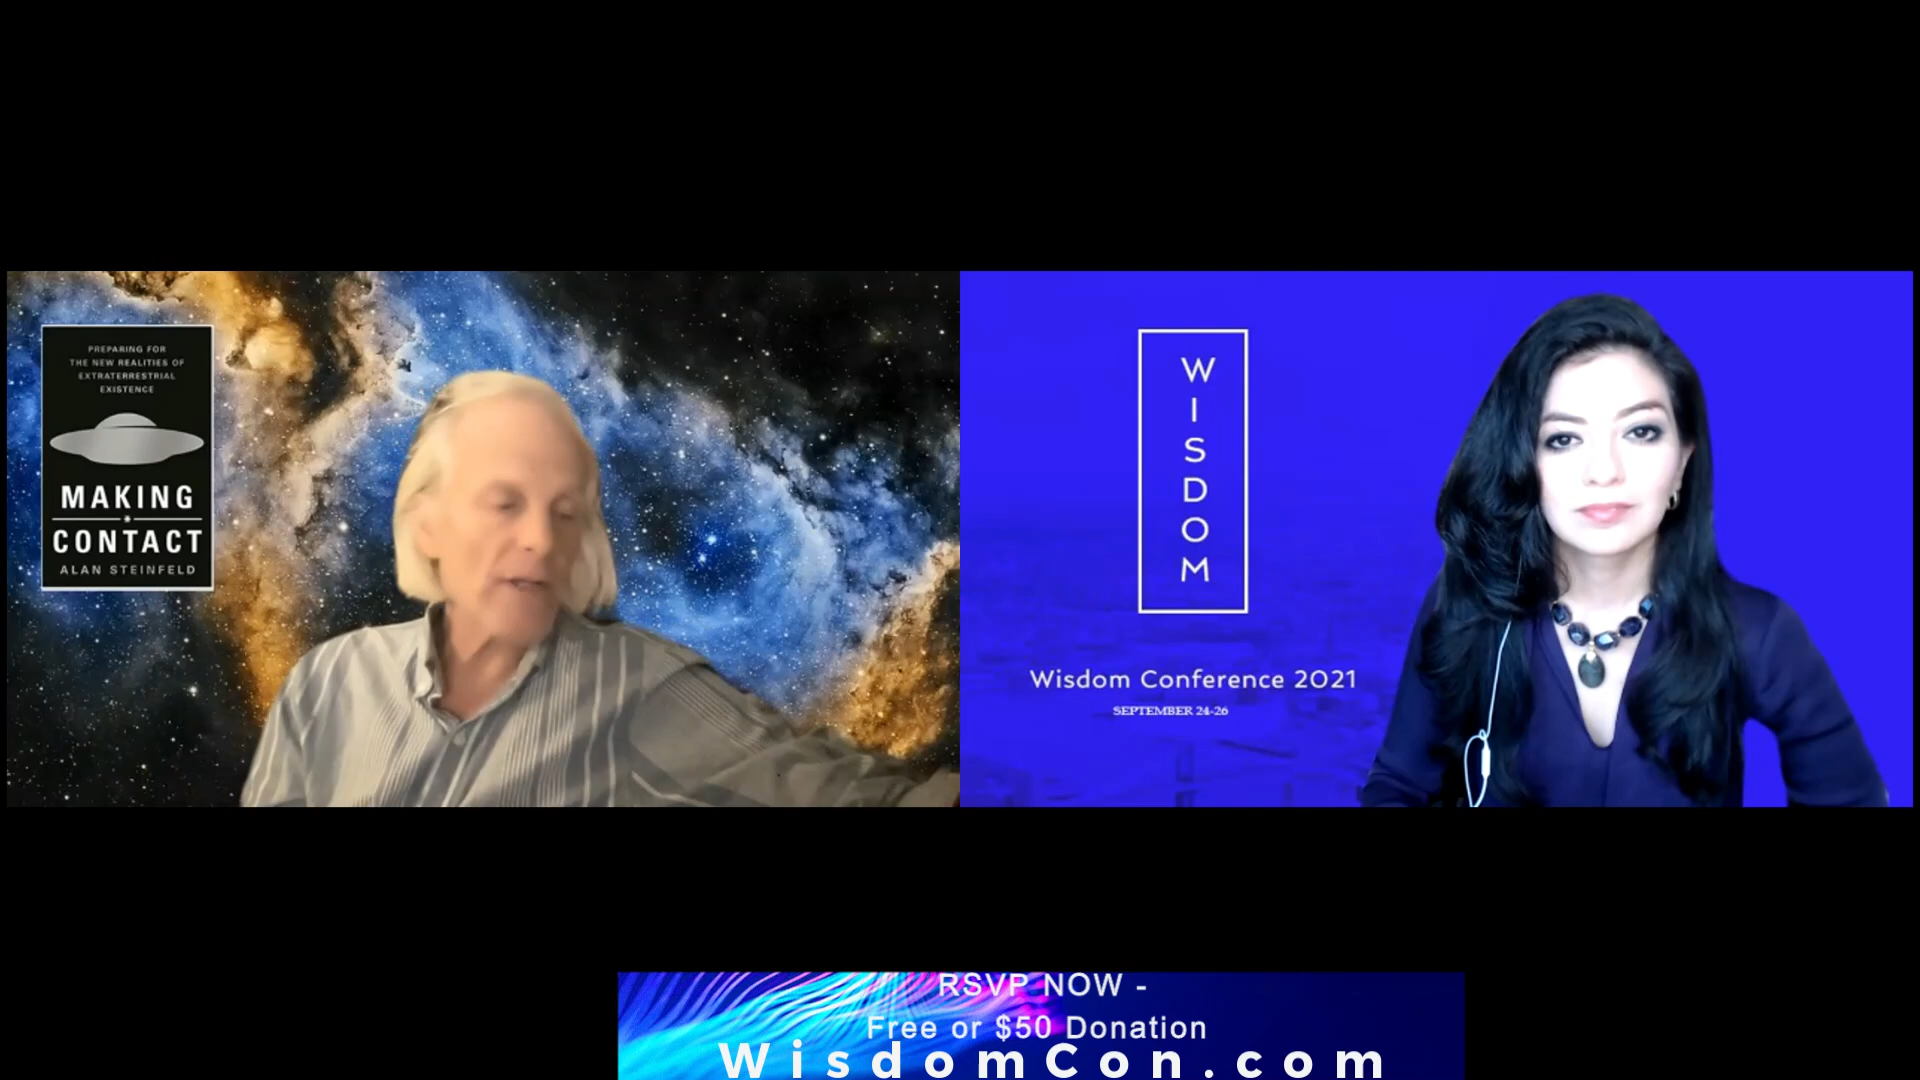 PREPARING FOR
THE NEW REALITIES OF
EXTRATERRESTRIAL
EXISTENCE
MAKING
CONTACT
ALAN STEINFELD
WISDOM
Wisdom Conference 2021
SEPTEMBER 24-26
RSVP NOW -
Free or $50 Donation
WisdomCon.com